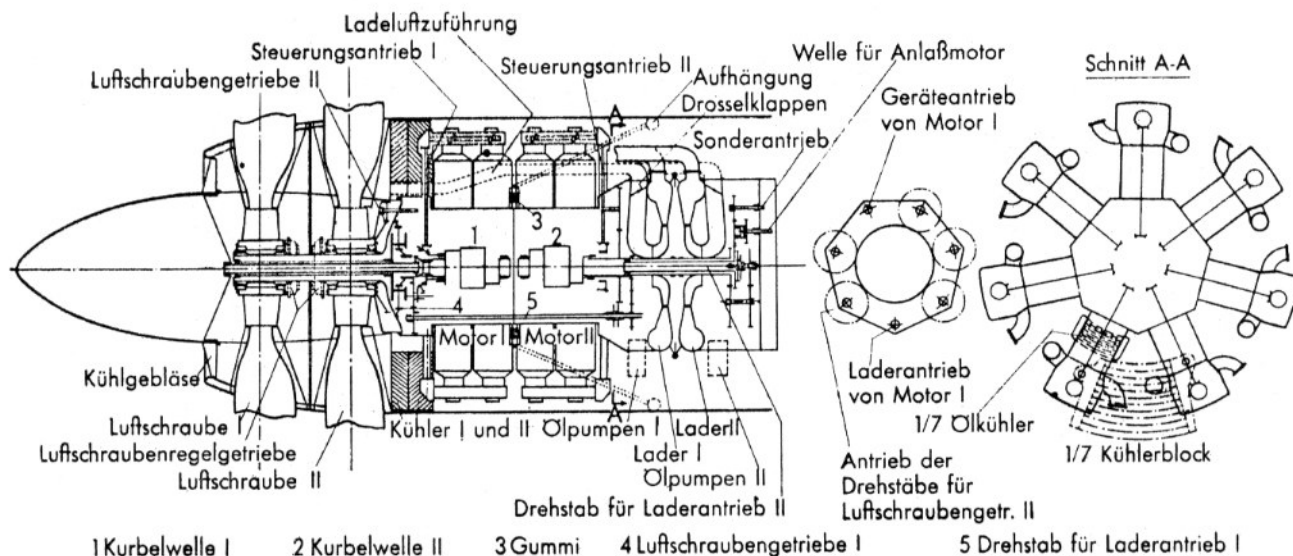 Ladeluftzuführung
Steuerungsantrieb I
Luftschraubengetriebe II
Steuerungsantrieb II
Aufhängung
Drosselklappen
Sonderantrieb
Welle für Anlaßmotor
Geräteantrieb
von Motor I
Schnitt A-A
A
1
2
3
4
5
Motor I
Motor II
A
Kühlgebläse
Luftschraube I
Luftschraubenregelgetriebe
Luftschraube II
Kühler I und II
Ölpumpen I
Lader II
Lader I
Ölpumpen II
Drehstab für Laderantrieb II
Laderantrieb
von Motor I
1/7 Ölkühler
1/7 Kühlerblock
Antrieb der
Drehstäbe für
Luftschraubengetr. II
1 Kurbelwelle I 2 Kurbelwelle II 3 Gummi 4 Luftschraubengetriebe I 5 Drehstab für Laderantrieb I